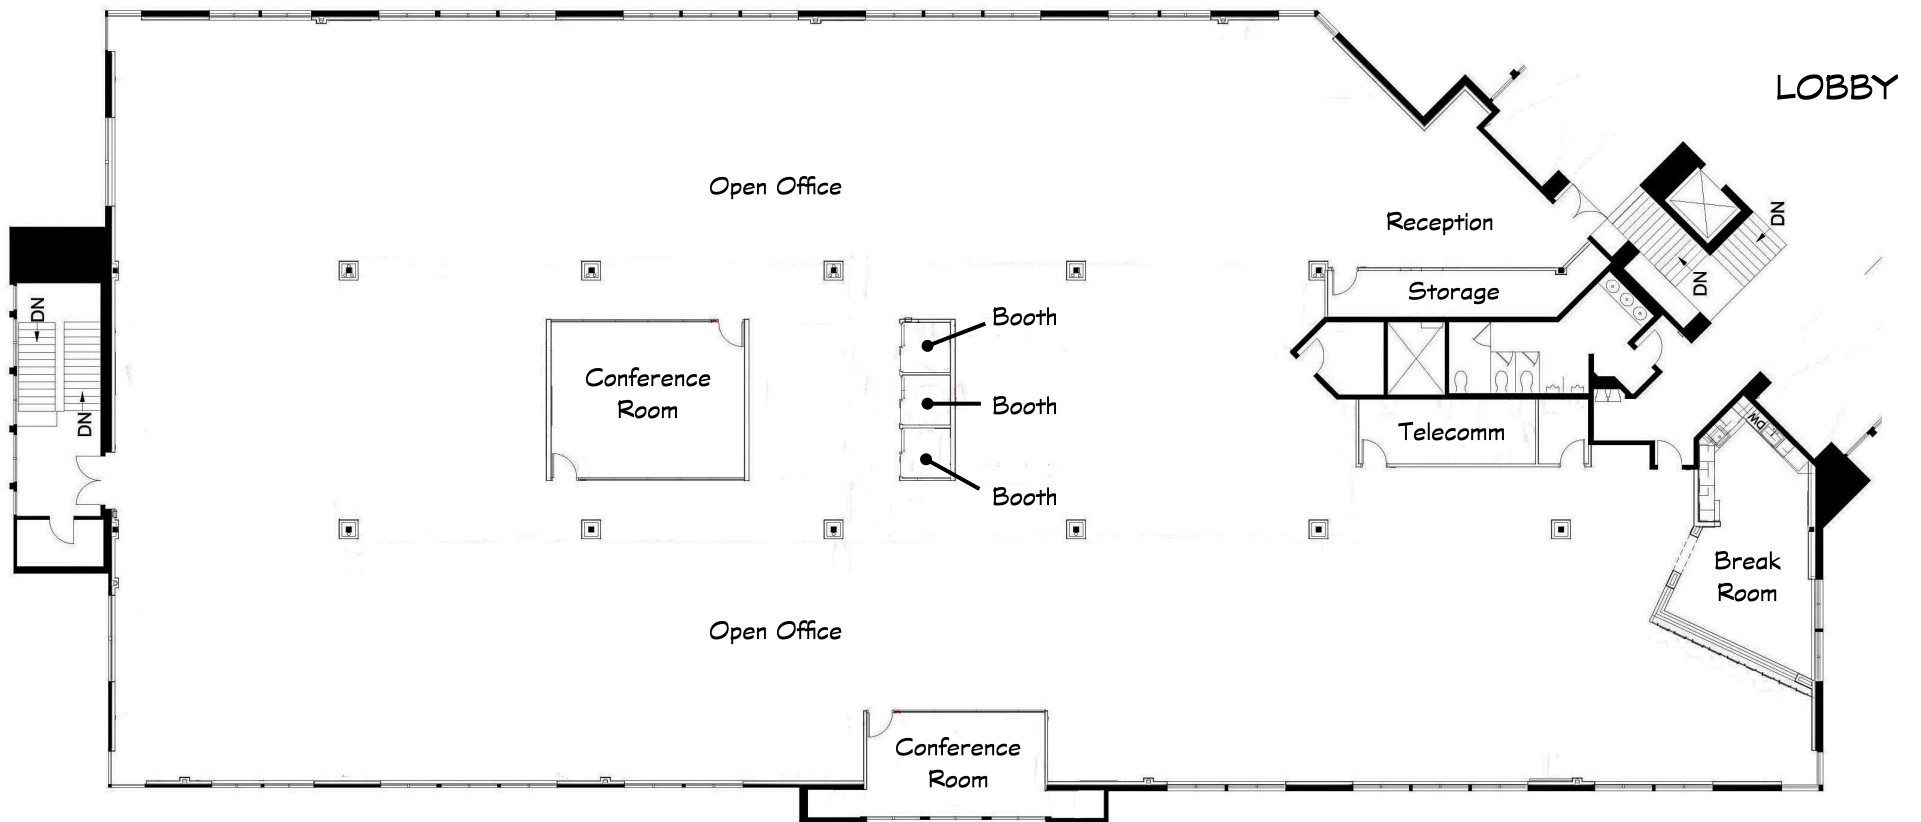 LOBBY
Open Office
DN
Reception
DN
Storage
DN
Booth
Conference
Room
Booth
DN
DW
Telecomm
Booth
Break
Room
Open Office
Conference
Room